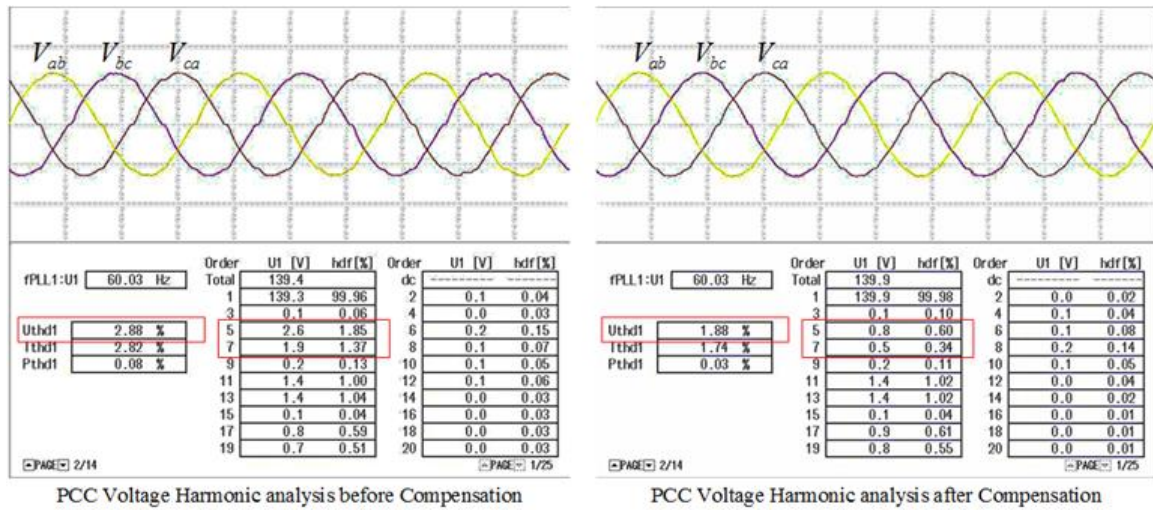 Vab Vbc Vca
Order U1 [V] hdf[%] Order U1 [V] hdf[%]
fPLL1:U1 60.03 Hz Total 139.4 dc -------- ------
1 139.3 99.96 2 0.1 0.04
3 0.1 0.06 4 0.0 0.03
Uthd1 2.88 % 5 2.6 1.85 6 0.2 0.15
Ithd1 2.82 % 7 1.9 1.37 8 0.1 0.07
Pthd1 0.08 % 9 0.2 0.13 10 0.1 0.05
11 1.4 1.00 12 0.1 0.06
13 1.4 1.04 14 0.0 0.03
15 0.1 0.04 16 0.0 0.03
17 0.8 0.59 18 0.0 0.03
19 0.7 0.51 20 0.0 0.03
PAGE 2/14 PAGE 1/25
PCC Voltage Harmonic analysis before Compensation
Vab Vbc Vca
Order U1 [V] hdf[%] Order U1 [V] hdf[%]
fPLL1:U1 60.03 Hz Total 139.9 dc -------- ------
1 139.9 99.98 2 0.0 0.02
3 0.1 0.10 4 0.1 0.04
Uthd1 1.88 % 5 0.8 0.60 6 0.1 0.08
Ithd1 1.74 % 7 0.5 0.34 8 0.2 0.14
Pthd1 0.03 % 9 0.2 0.11 10 0.1 0.05
11 1.4 1.02 12 0.0 0.04
13 1.4 1.02 14 0.0 0.02
15 0.1 0.04 16 0.0 0.01
17 0.9 0.61 18 0.0 0.01
19 0.8 0.55 20 0.0 0.01
PAGE 2/14 PAGE 1/25
PCC Voltage Harmonic analysis after Compensation